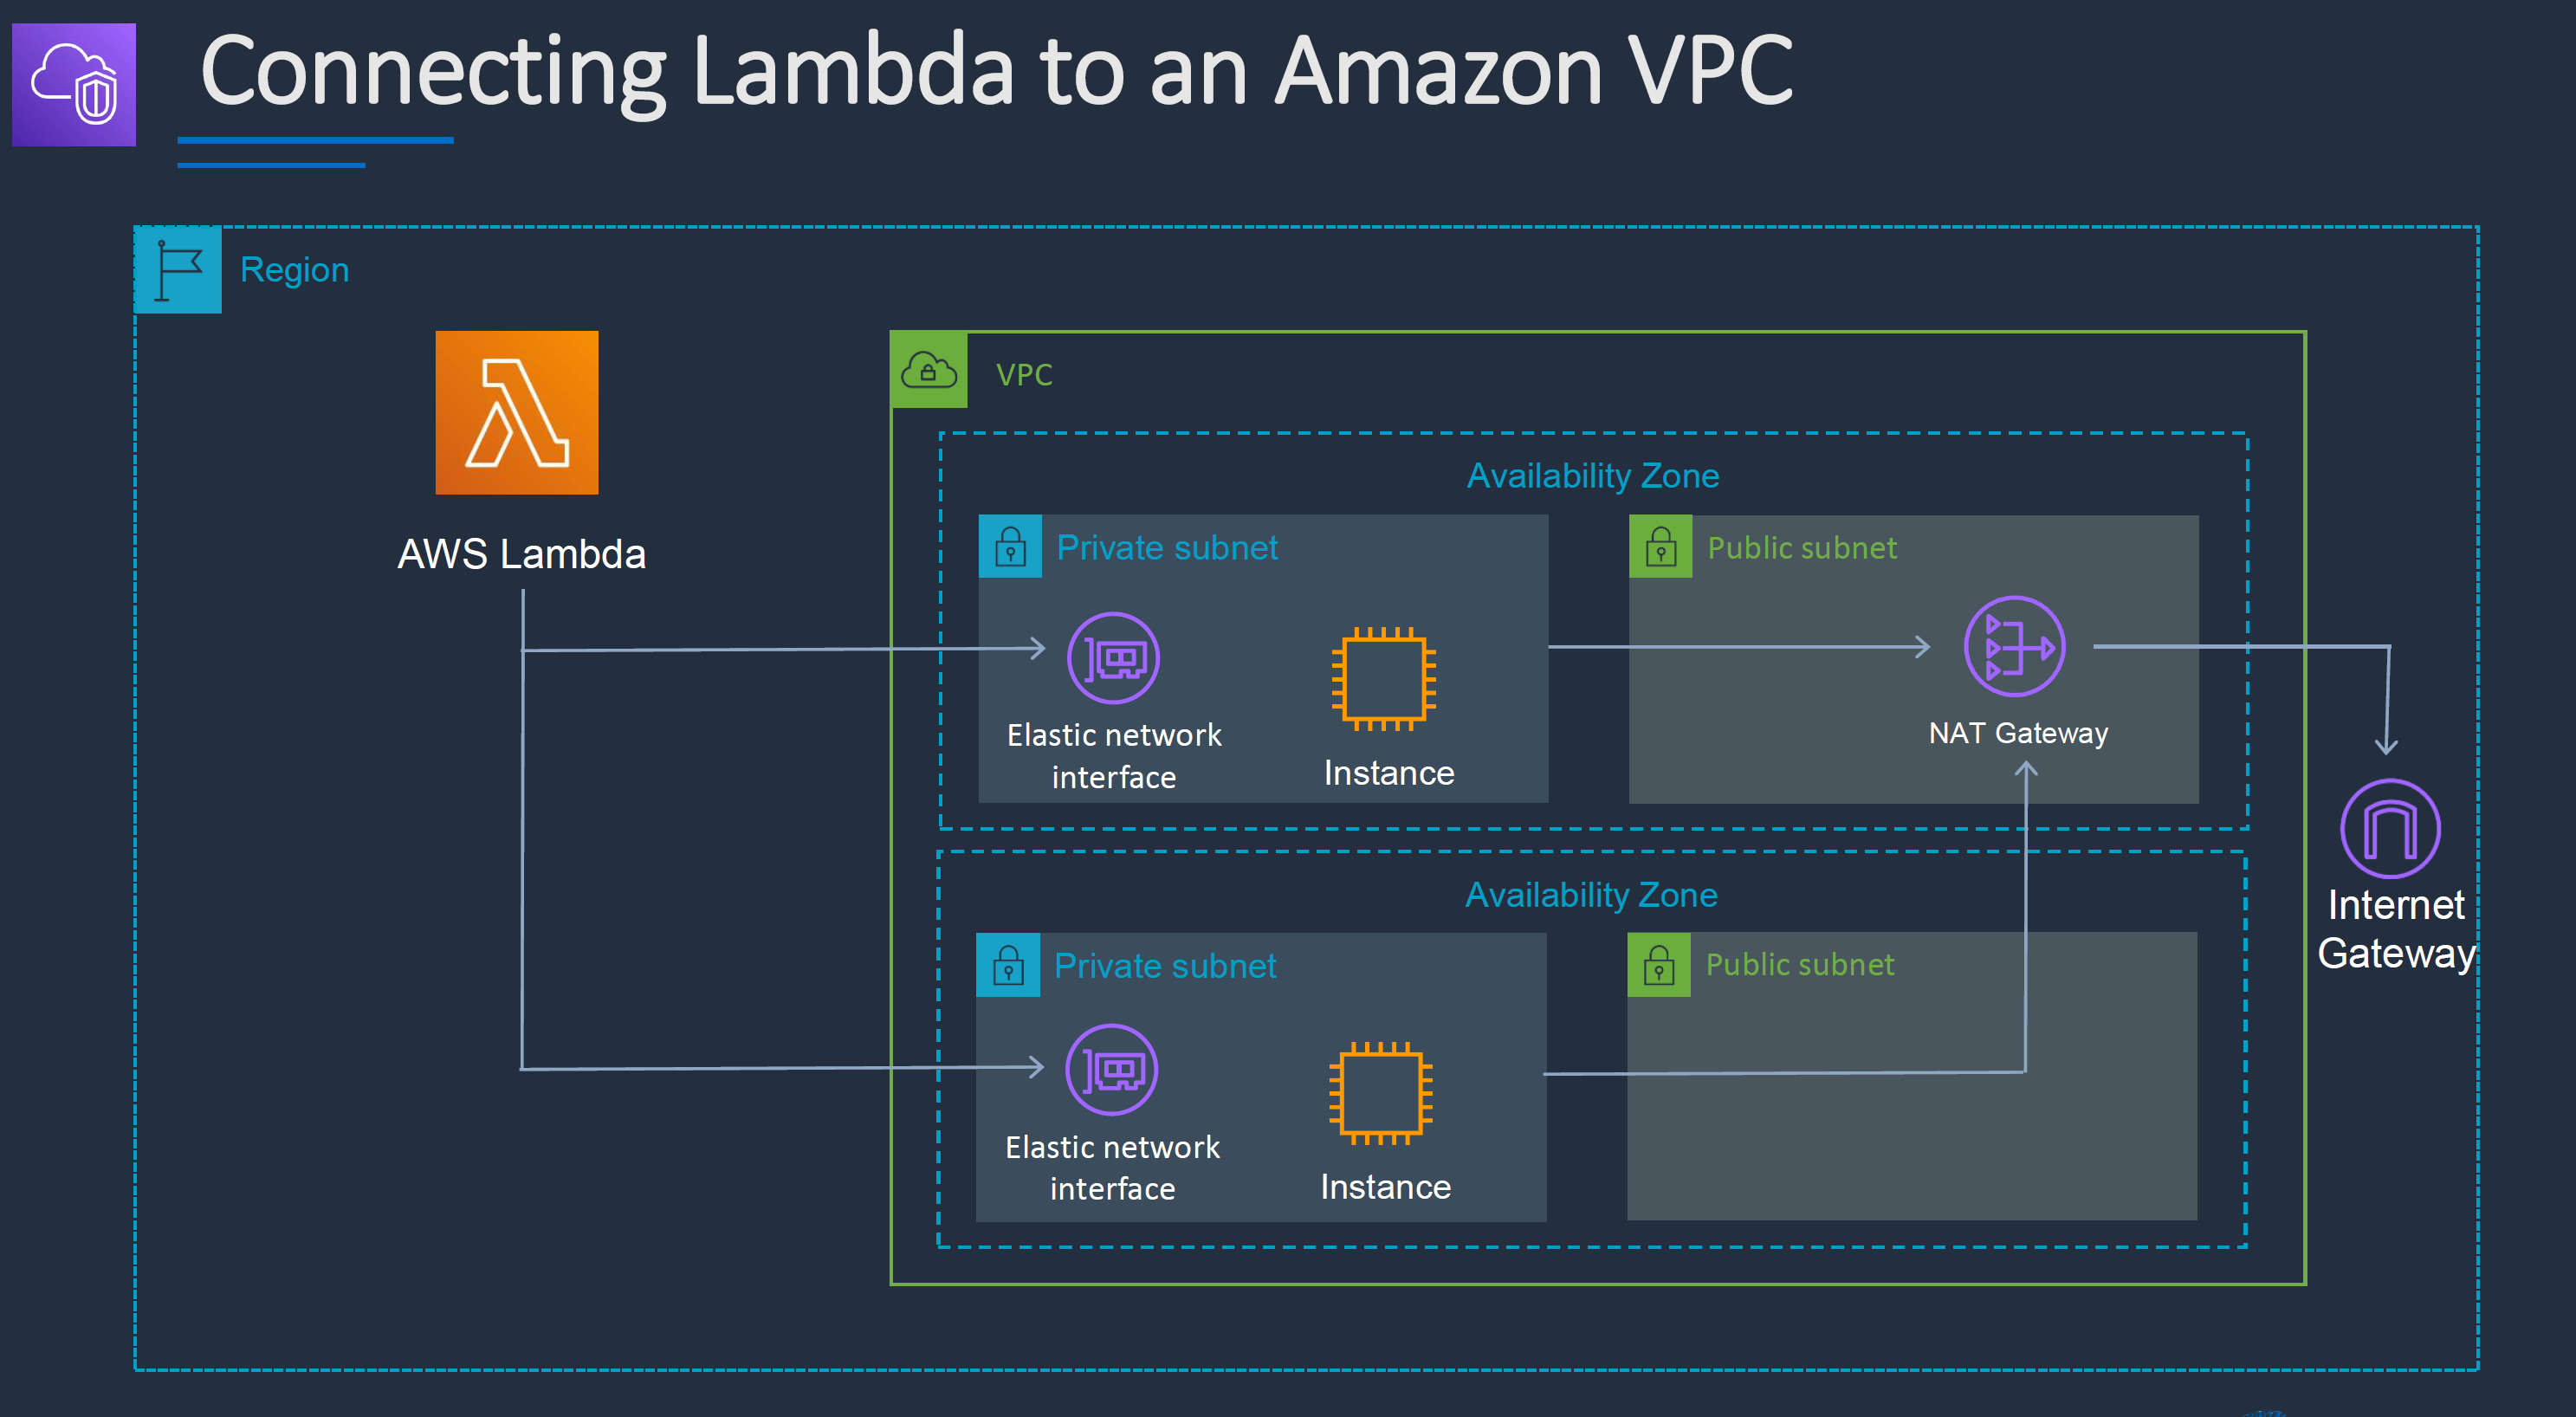 Connecting Lambda to an Amazon VPC
Region
AWS Lambda
VPC
Availability Zone
Private subnet
Elastic network
interface
Instance
Public subnet
NAT Gateway
Availability Zone
Private subnet
Elastic network
interface
Instance
Public subnet
Internet
Gateway